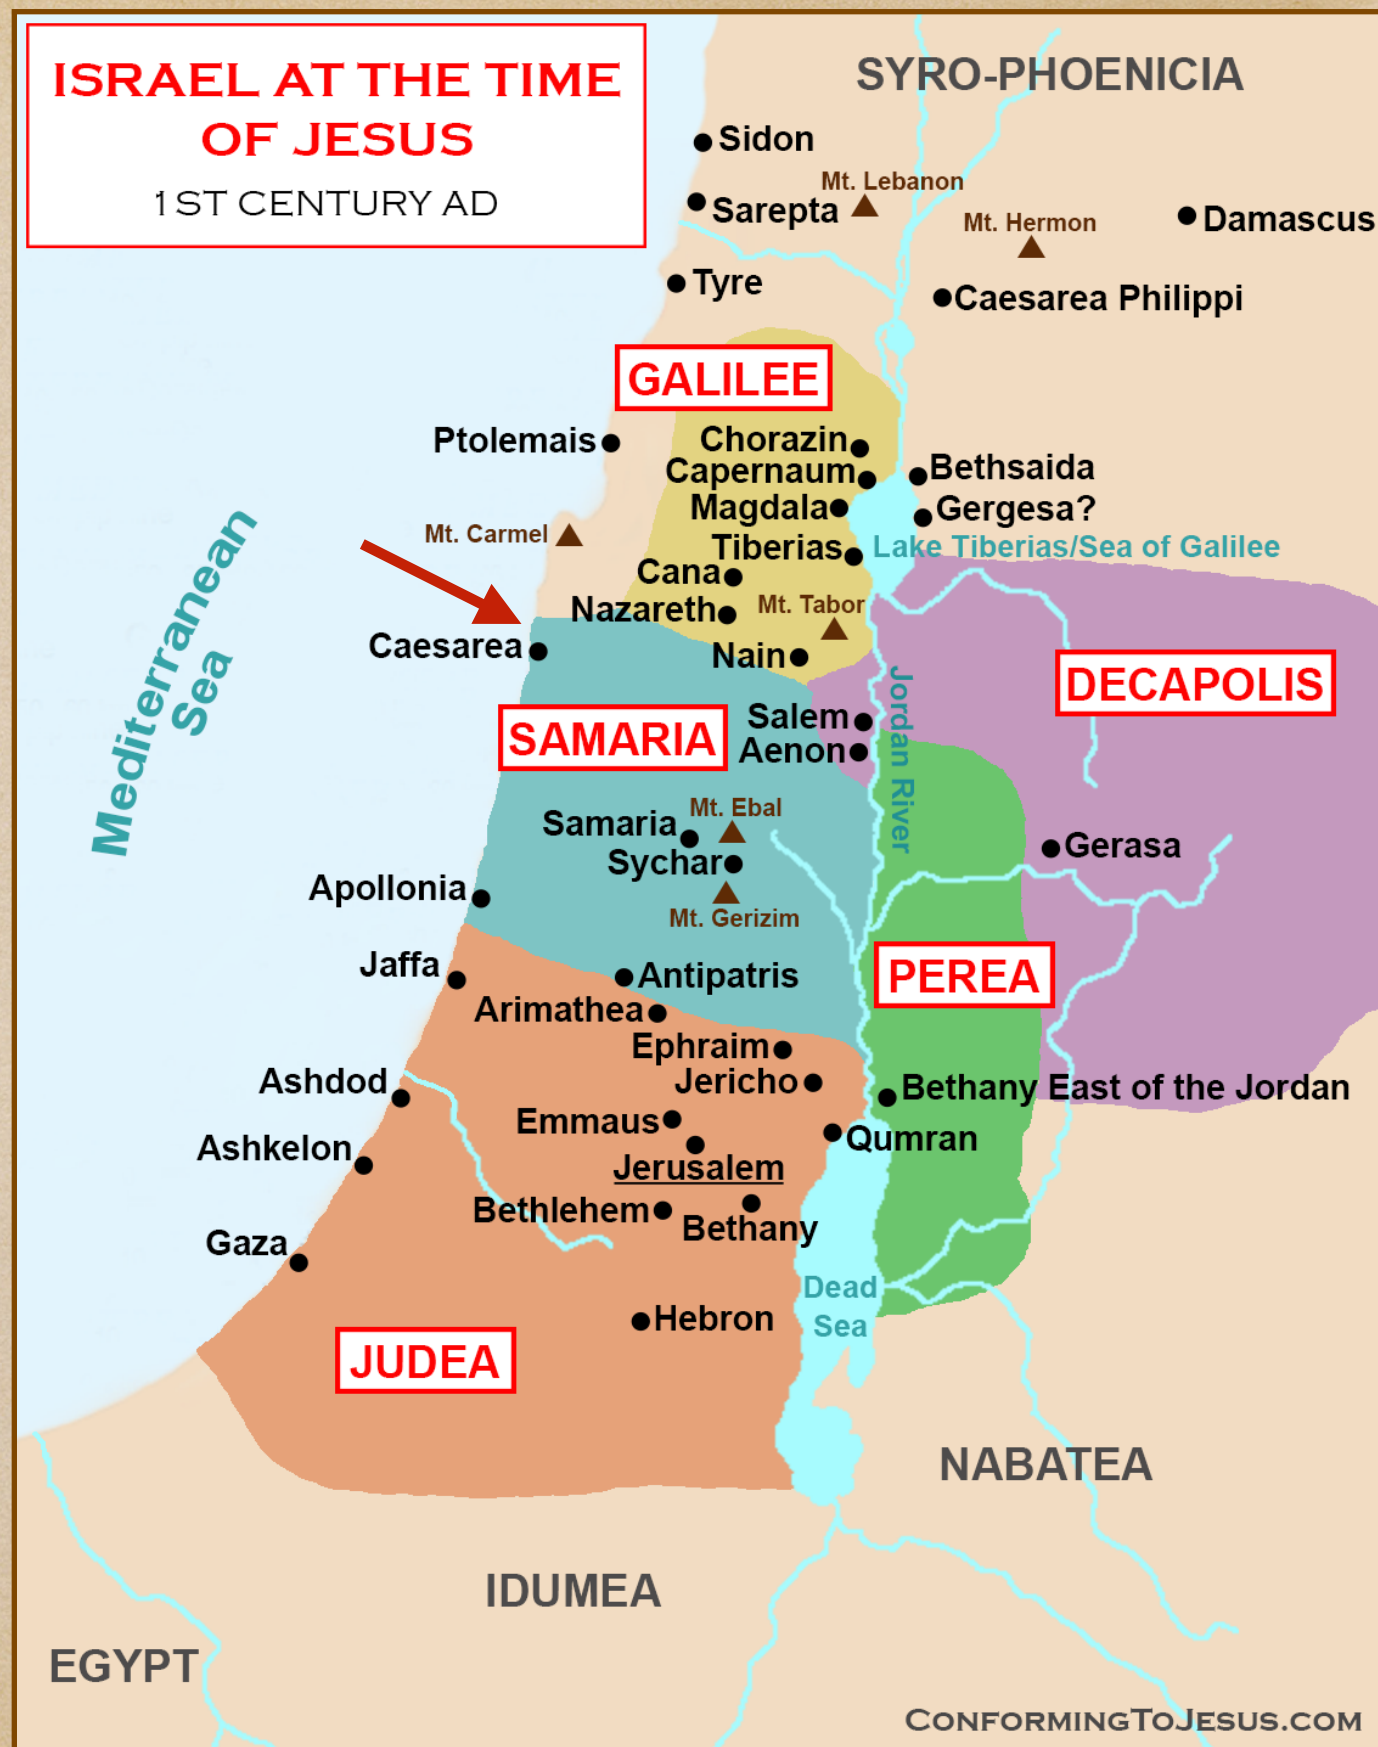 ISRAEL AT THE TIME
OF JESUS
1ST CENTURY AD
SYRO-PHOENICIA
Sidon
Mt. Lebanon
Sarepta
Mt. Hermon
Damascus
Tyre
Caesarea Philippi
GALILEE
Ptolemais
Chorazin
Capernaum
Bethsaida
Magdala
Gergesa?
Mt. Carmel
Tiberias
Lake Tiberias/Sea of Galilee
Cana
Nazareth
Mt. Tabor
Caesarea
Nain
Mediterranean
Sea
DECAPOLIS
Jordan River
Salem
SAMARIA
Aenon
Mt. Ebal
Samaria
Sychar
Gerasa
Apollonia
Mt. Gerizim
Jaffa
Antipatris
PEREA
Arimathea
Ephraim
Ashdod
Jericho
Bethany East of the Jordan
Emmaus
Qumran
Ashkelon
Jerusalem
Bethlehem
Bethany
Gaza
Dead
Sea
Hebron
JUDEA
NABATEA
IDUMEA
EGYPT
CONFORMINGTOJESUS.COM